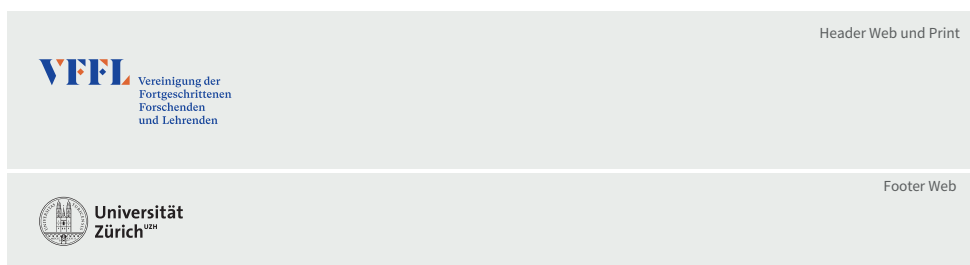 Header Web und Print
VFFL
Vereinigung der
Fortgeschrittenen
Forschenden
und Lehrenden
Footer Web
Universität
Zürich UZH